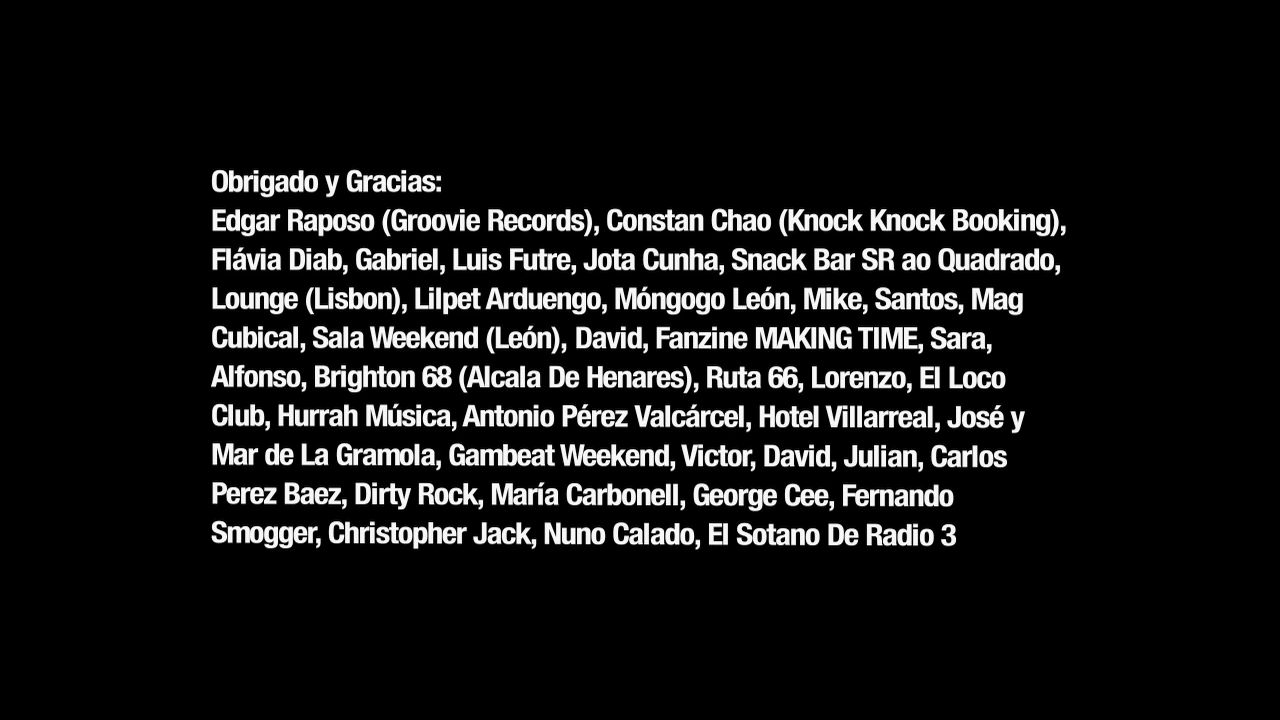 Obrigado y Gracias:
Edgar Raposo (Groovie Records), Constan Chao (Knock Knock Booking),
Flávia Diab, Gabriel, Luis Futre, Jota Cunha, Snack Bar SR ao Quadrado,
Lounge (Lisbon), Lilpet Arduengo, Móngogo León, Mike, Santos, Mag
Cubical, Sala Weekend (León), David, Fanzine MAKING TIME, Sara,
Alfonso, Brighton 68 (Alcala De Henares), Ruta 66, Lorenzo, El Loco
Club, Hurrah Música, Antonio Pérez Valcárcel, Hotel Villarreal, José y
Mar de La Gramola, Gambeat Weekend, Victor, David, Julian, Carlos
Perez Baez, Dirty Rock, María Carbonell, George Cee, Fernando
Smogger, Christopher Jack, Nuno Calado, El Sotano De Radio 3